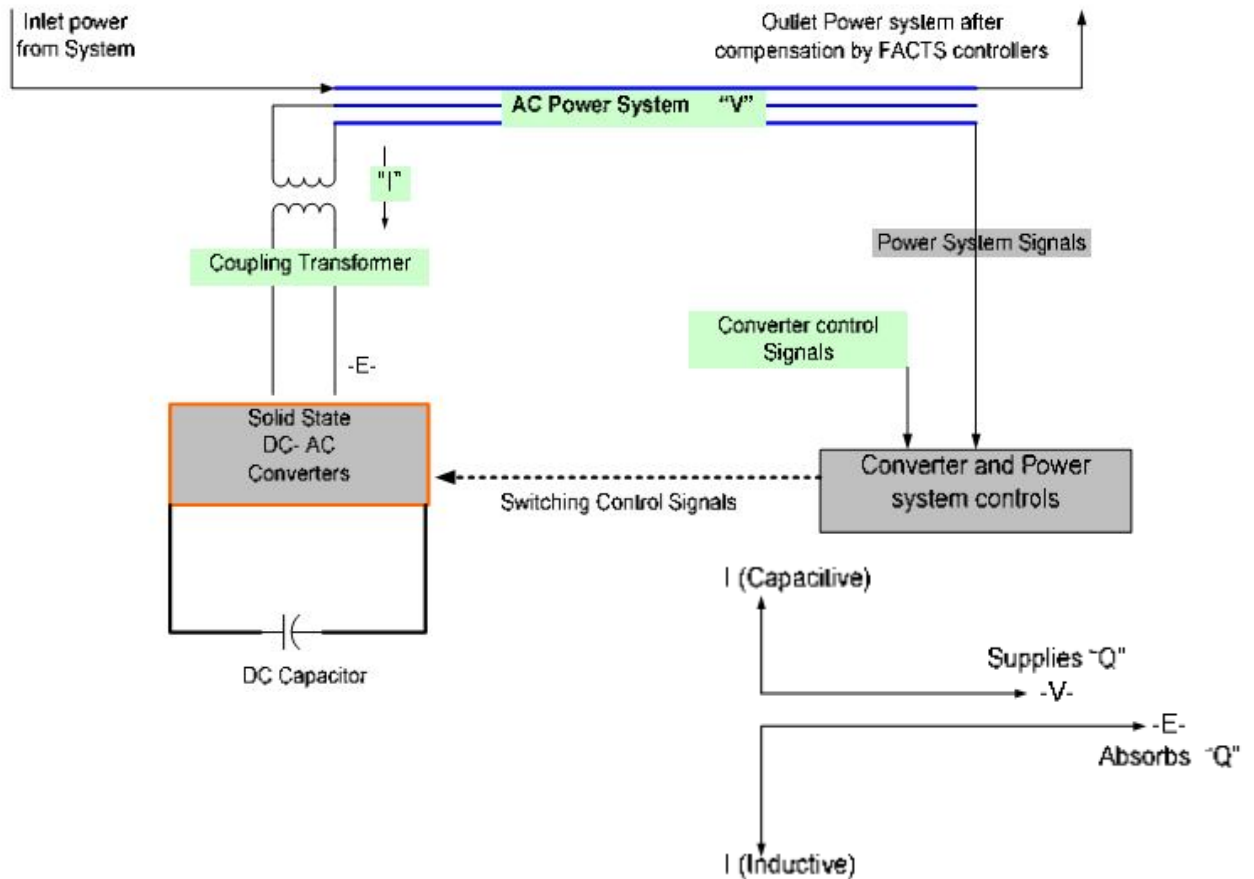 Inlet power
from System
Outlet Power system after
compensation by FACTS controllers
AC Power System "V"
"I"
Coupling Transformer
Power System Signals
Converter control
Signals
-E-
Solid State
DC- AC
Converters
Converter and Power
system controls
Switching Control Signals
DC Capacitor
I (Capacitive)
Supplies "Q"
-V-
-E-
Absorbs "Q"
I (Inductive)